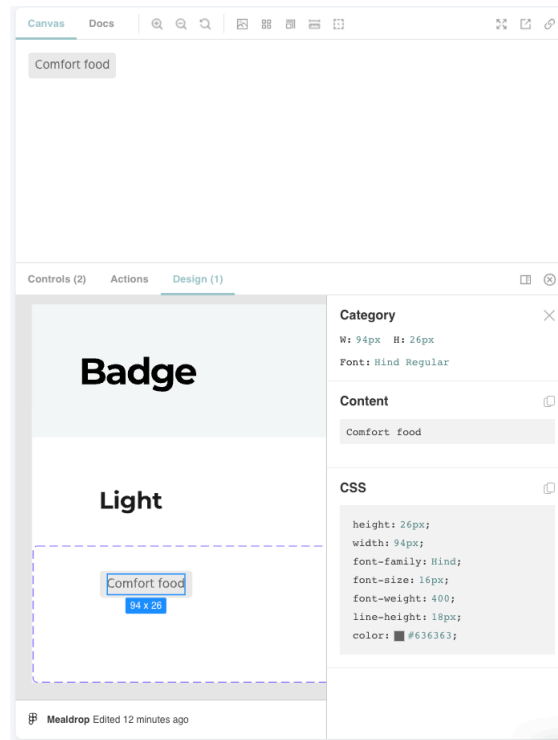 Canvas Docs
Comfort food
Controls (2) Actions Design (1)
Badge
Light
Comfort food
94 x 26
Category
W: 94px H: 26px
Font: Hind Regular
Content
Comfort food
CSS
height: 26px;
width: 94px;
font-family: Hind;
font-size: 16px;
font-weight: 400;
line-height: 18px;
color: #636363;
Mealdrop Edited 12 minutes ago